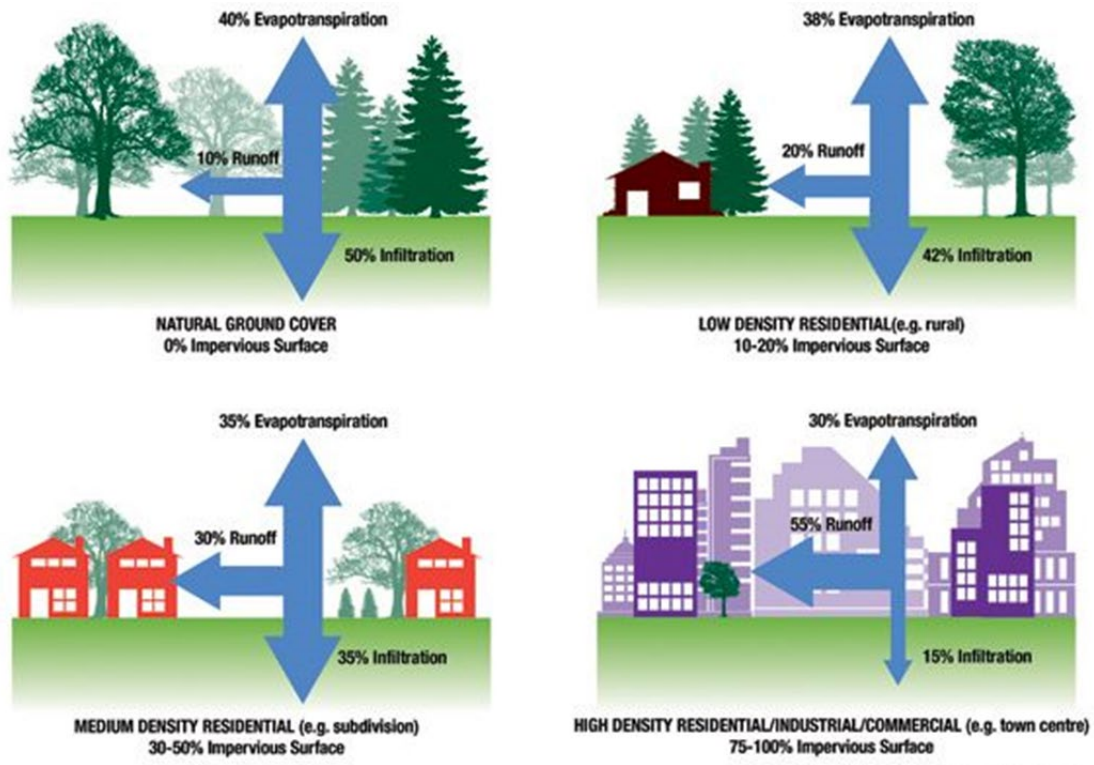 40% Evapotranspiration
10% Runoff
50% Infiltration
NATURAL GROUND COVER
0% Impervious Surface
38% Evapotranspiration
20% Runoff
42% Infiltration
LOW DENSITY RESIDENTIAL(e.g. rural)
10-20% Impervious Surface
35% Evapotranspiration
30% Runoff
35% Infiltration
MEDIUM DENSITY RESIDENTIAL (e.g. subdivision)
30-50% Impervious Surface
30% Evapotranspiration
55% Runoff
15% Infiltration
HIGH DENSITY RESIDENTIAL/INDUSTRIAL/COMMERCIAL (e.g. town centre)
75-100% Impervious Surface